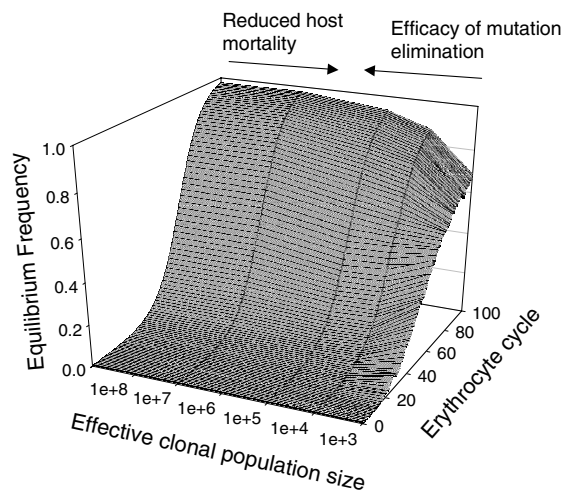 Reduced host
mortality
Efficacy of mutation
elimination
Equilibrium Frequency
1.0
0.8
0.6
0.4
0.2
0.0
1e+8
1e+7
1e+6
1e+5
1e+4
1e+3
Effective clonal population size
0
20
40
60
80
100
Erythrocyte cycle